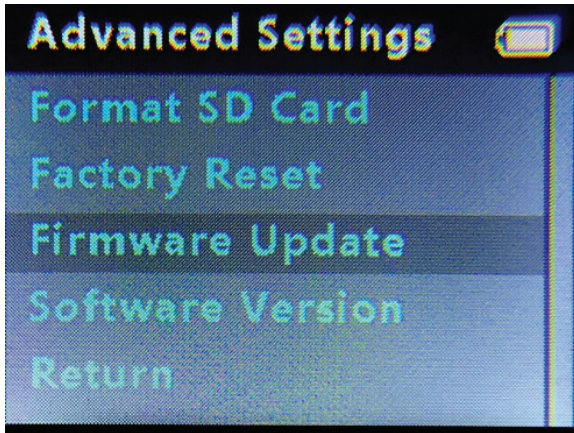 Advanced Settings
Format SD Card
Factory Reset
Firmware Update
Software Version
Return